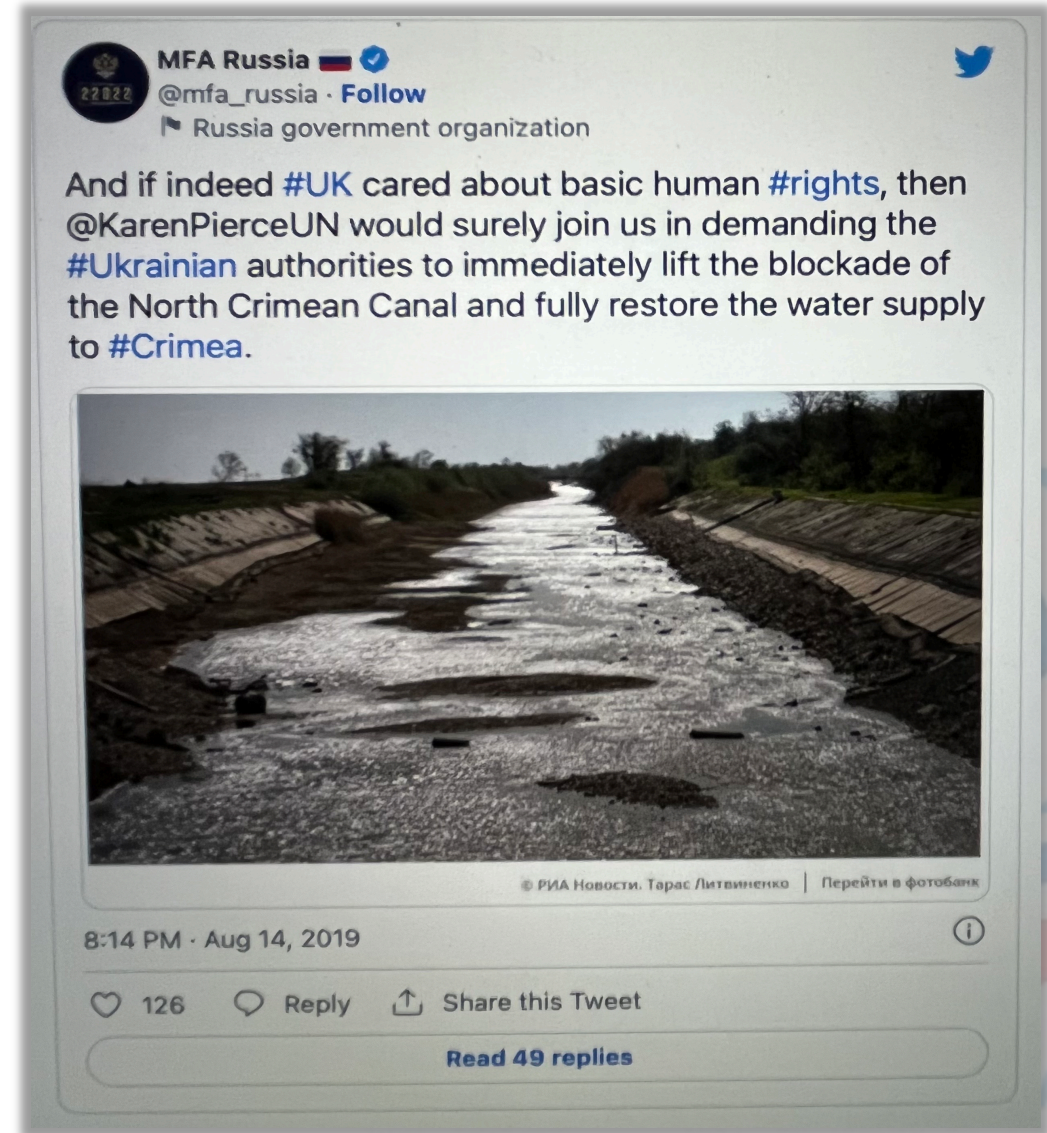 MFA Russia
22022
@mfa_russia · Follow
Russia government organization
And if indeed #UK cared about basic human #rights, then
@KarenPierceUN would surely join us in demanding the
#Ukrainian authorities to immediately lift the blockade of
the North Crimean Canal and fully restore the water supply
to #Crimea.
© РИА Новости. Тарас Литвиненко | Перейти в фотобанк
8:14 PM · Aug 14, 2019
126 Reply Share this Tweet
Read 49 replies